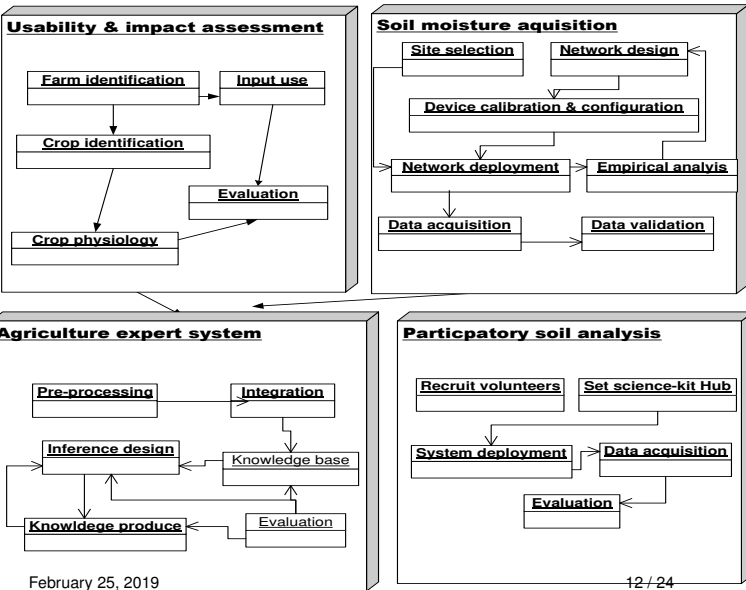 Usability & impact assessment
Farm identification
Input use
Crop identification
Evaluation
Crop physiology
Soil moisture aquisition
Site selection
Network design
Device calibration & configuration
Network deployment
Empirical analyis
Data acquisition
Data validation
Agriculture expert system
Pre-processing
Integration
Inference design
Knowledge base
Knowldege produce
Evaluation
Particpatory soil analysis
Recruit volunteers
Set science-kit Hub
System deployment
Data acquisition
Evaluation
February 25, 2019
12 / 24